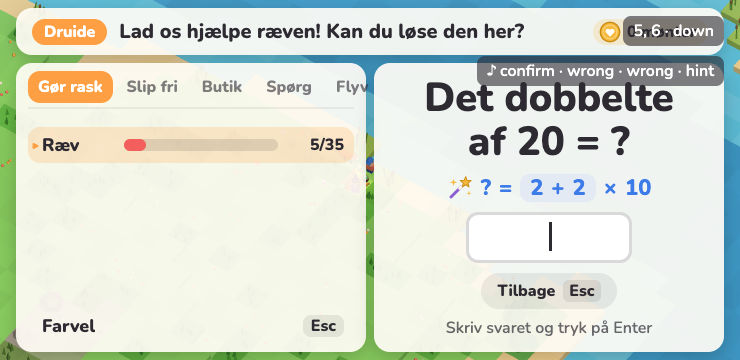 Druide
Lad os hjælpe ræven! Kan du løse den her?
5, 6 · down
♪ confirm · wrong · wrong · hint
Gør rask
Slip fri
Butik
Spørg
Flyv
Ræv
5/35
Farvel
Esc
Det dobbelte
af 20 = ?
? = 2 + 2 × 10
Tilbage Esc
Skriv svaret og tryk på Enter